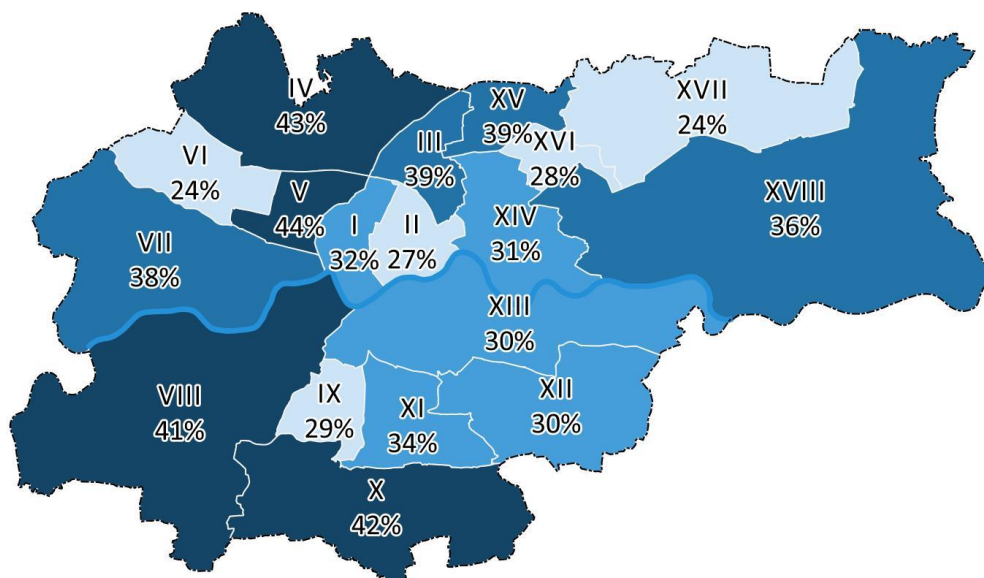 IV
43%
XV
39%
XVII
24%
III
39%
XVI
28%
VI
24%
V
44%
XVIII
36%
I
32%
II
27%
XIV
31%
VII
38%
XIII
30%
VIII
41%
IX
29%
XI
34%
XII
30%
X
42%